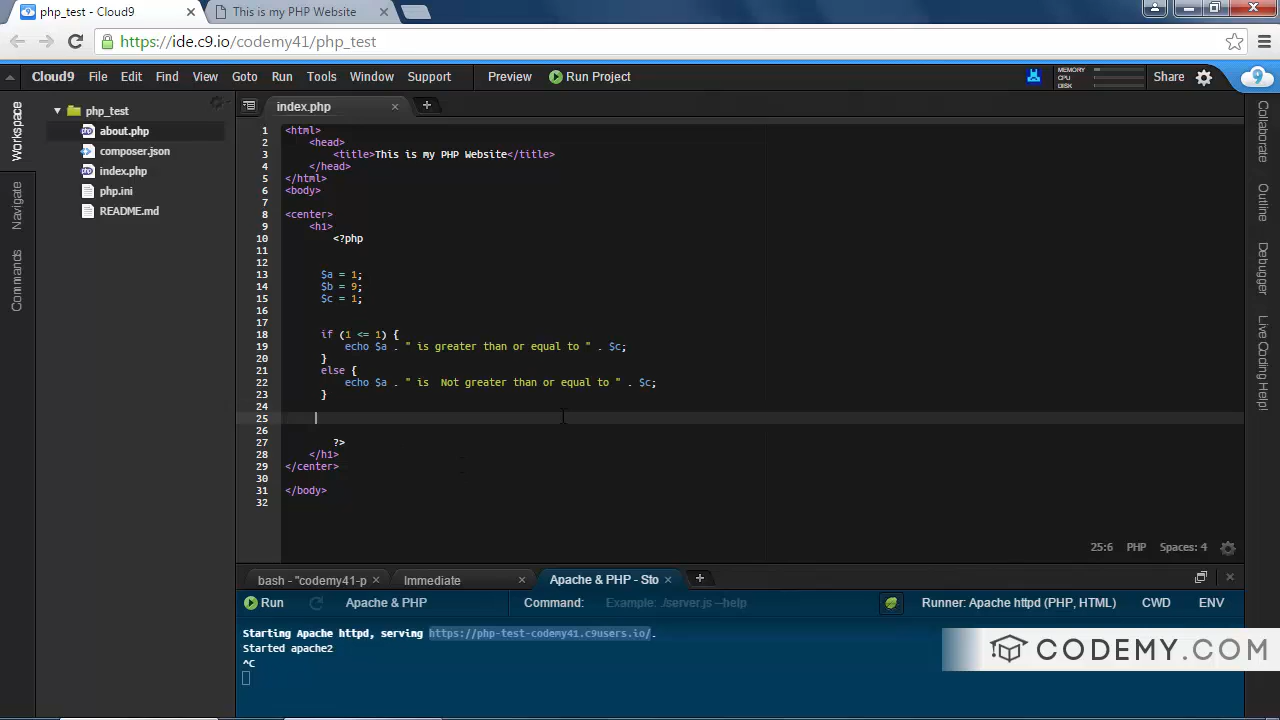 php_test - Cloud9
This is my PHP Website
https://ide.c9.io/codemy41/php_test
Cloud9 File Edit Find View Goto Run Tools Window Support Preview Run Project
MEMORY
CPU
DISK
Share
Workspace
Navigate
Commands
php_test
about.php
composer.json
index.php
php.ini
README.md
index.php
1 <html>
2 <head>
3 <title>This is my PHP Website</title>
4 </head>
5 </html>
6 <body>
7
8 <center>
9 <h1>
10 <?php
11
12
13 $a = 1;
14 $b = 9;
15 $c = 1;
16
17
18 if (1 <= 1) {
19 echo $a . " is greater than or equal to " . $c;
20 }
21 else {
22 echo $a . " is  Not greater than or equal to " . $c;
23 }
24
25
26
27 ?>
28 </h1>
29 </center>
30
31 </body>
32
25:6 PHP Spaces: 4
Collaborate
Outline
Debugger
Live Coding Help!
bash - "codemy41-p
Immediate
Apache & PHP - Sto
Run Apache & PHP Command: Example: ./server.js --help Runner: Apache httpd (PHP, HTML) CWD ENV
Starting Apache httpd, serving https://php-test-codemy41.c9users.io/.
Started apache2
^C
CODEMY.COM